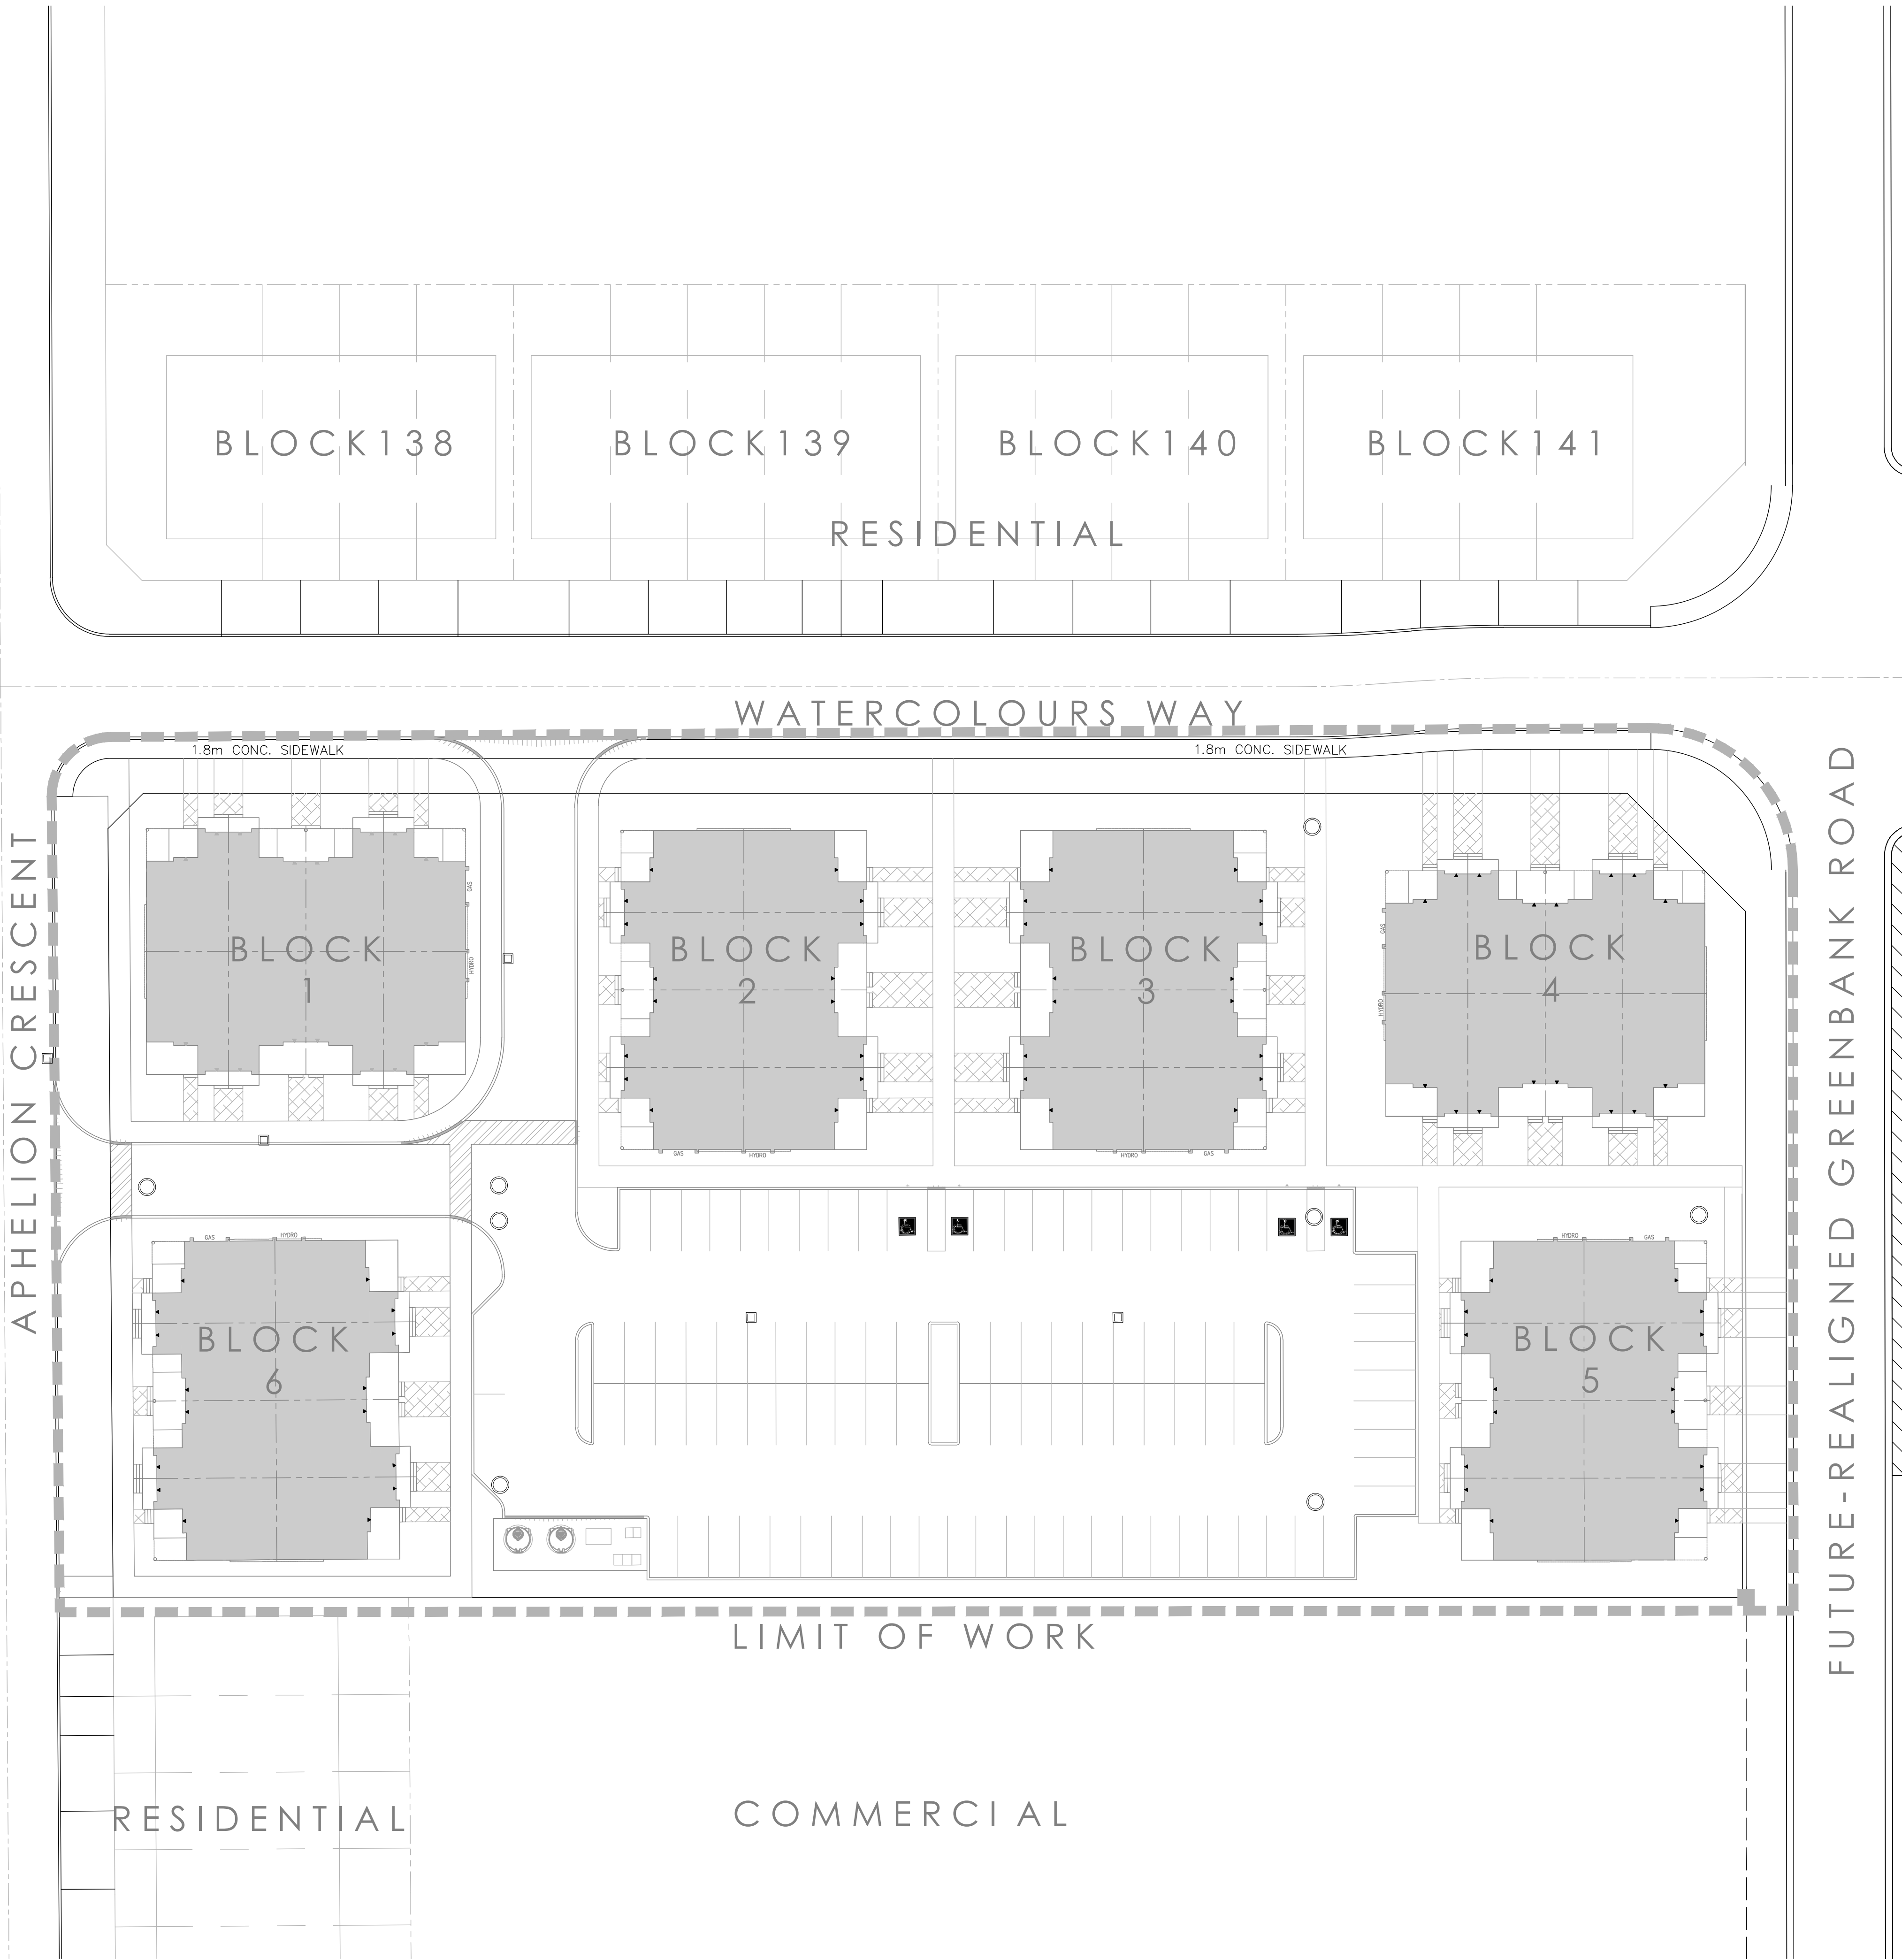 BLOCK138
BLOCK139
BLOCK140
BLOCK141
RESIDENTIAL
WATERCOLOURS WAY
1.8m CONC. SIDEWALK
1.8m CONC. SIDEWALK
APHELION CRESCENT
FUTURE-REALIGNED GREENBANK ROAD
BLOCK
1
GAS
HYDRO
BLOCK
2
GAS
HYDRO
BLOCK
3
HYDRO
GAS
BLOCK
4
GAS
HYDRO
BLOCK
6
GAS
HYDRO
BLOCK
5
HYDRO
GAS
LIMIT OF WORK
RESIDENTIAL
COMMERCIAL